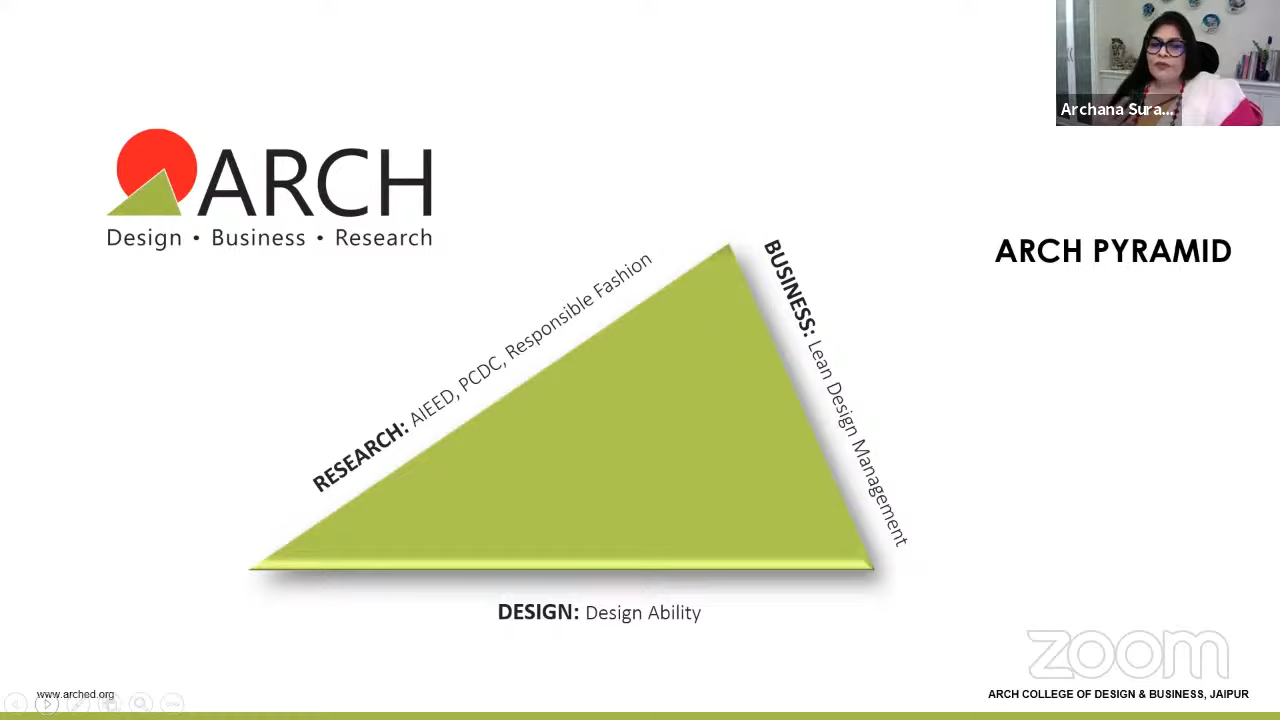 Archana Sura...
ARCH
Design • Business • Research
ARCH PYRAMID
RESEARCH: AIEED, PCDC, Responsible Fashion
BUSINESS: Lean Design Management
DESIGN: Design Ability
zoom
www.arched.org
ARCH COLLEGE OF DESIGN & BUSINESS, JAIPUR